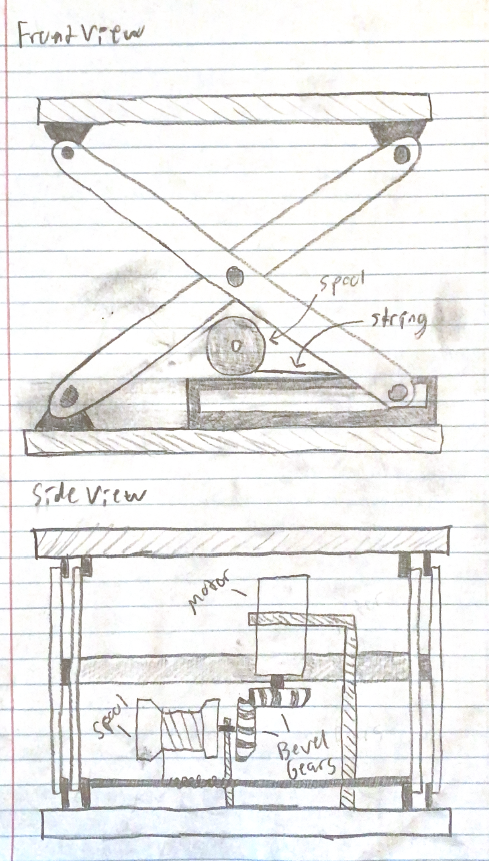 Front View
spool
string
Side View
motor
spool
Bevel
Gears